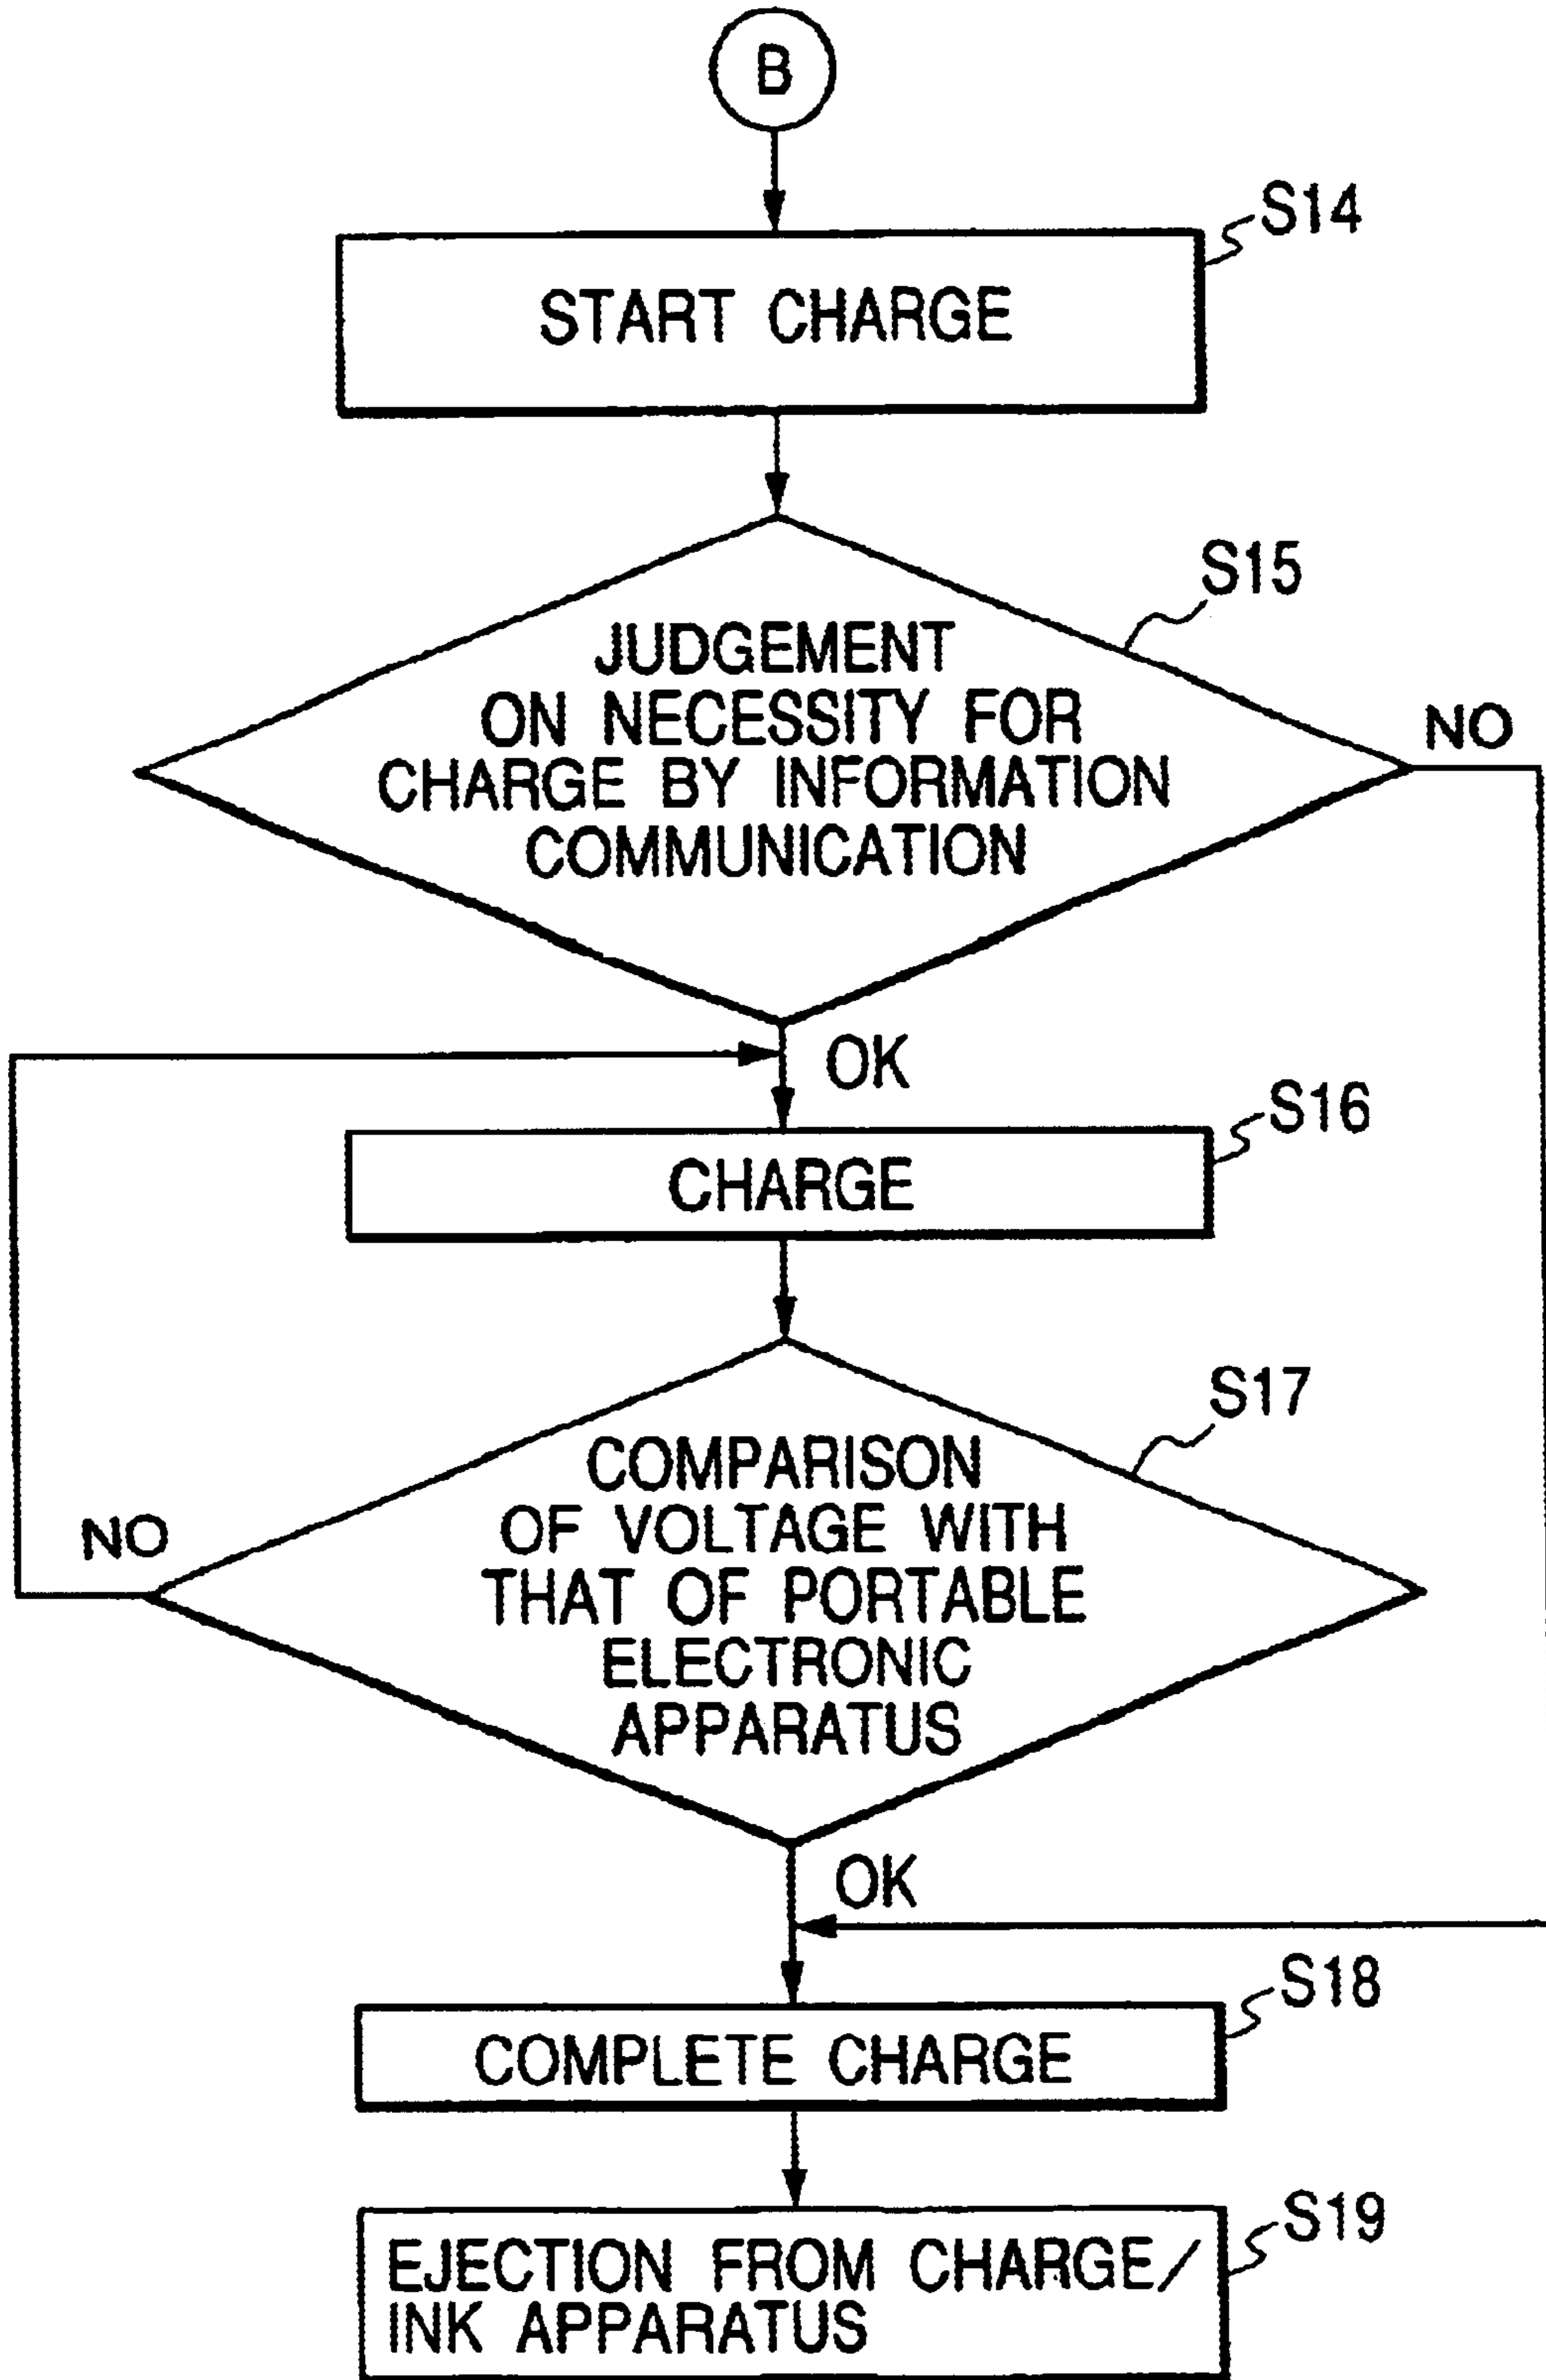 B
S14
START CHARGE
S15
JUDGEMENT
ON NECESSITY FOR
CHARGE BY INFORMATION
COMMUNICATION
NO
OK
S16
CHARGE
S17
COMPARISON
OF VOLTAGE WITH
THAT OF PORTABLE
ELECTRONIC
APPARATUS
NO
OK
S18
COMPLETE CHARGE
S19
EJECTION FROM CHARGE/
INK APPARATUS